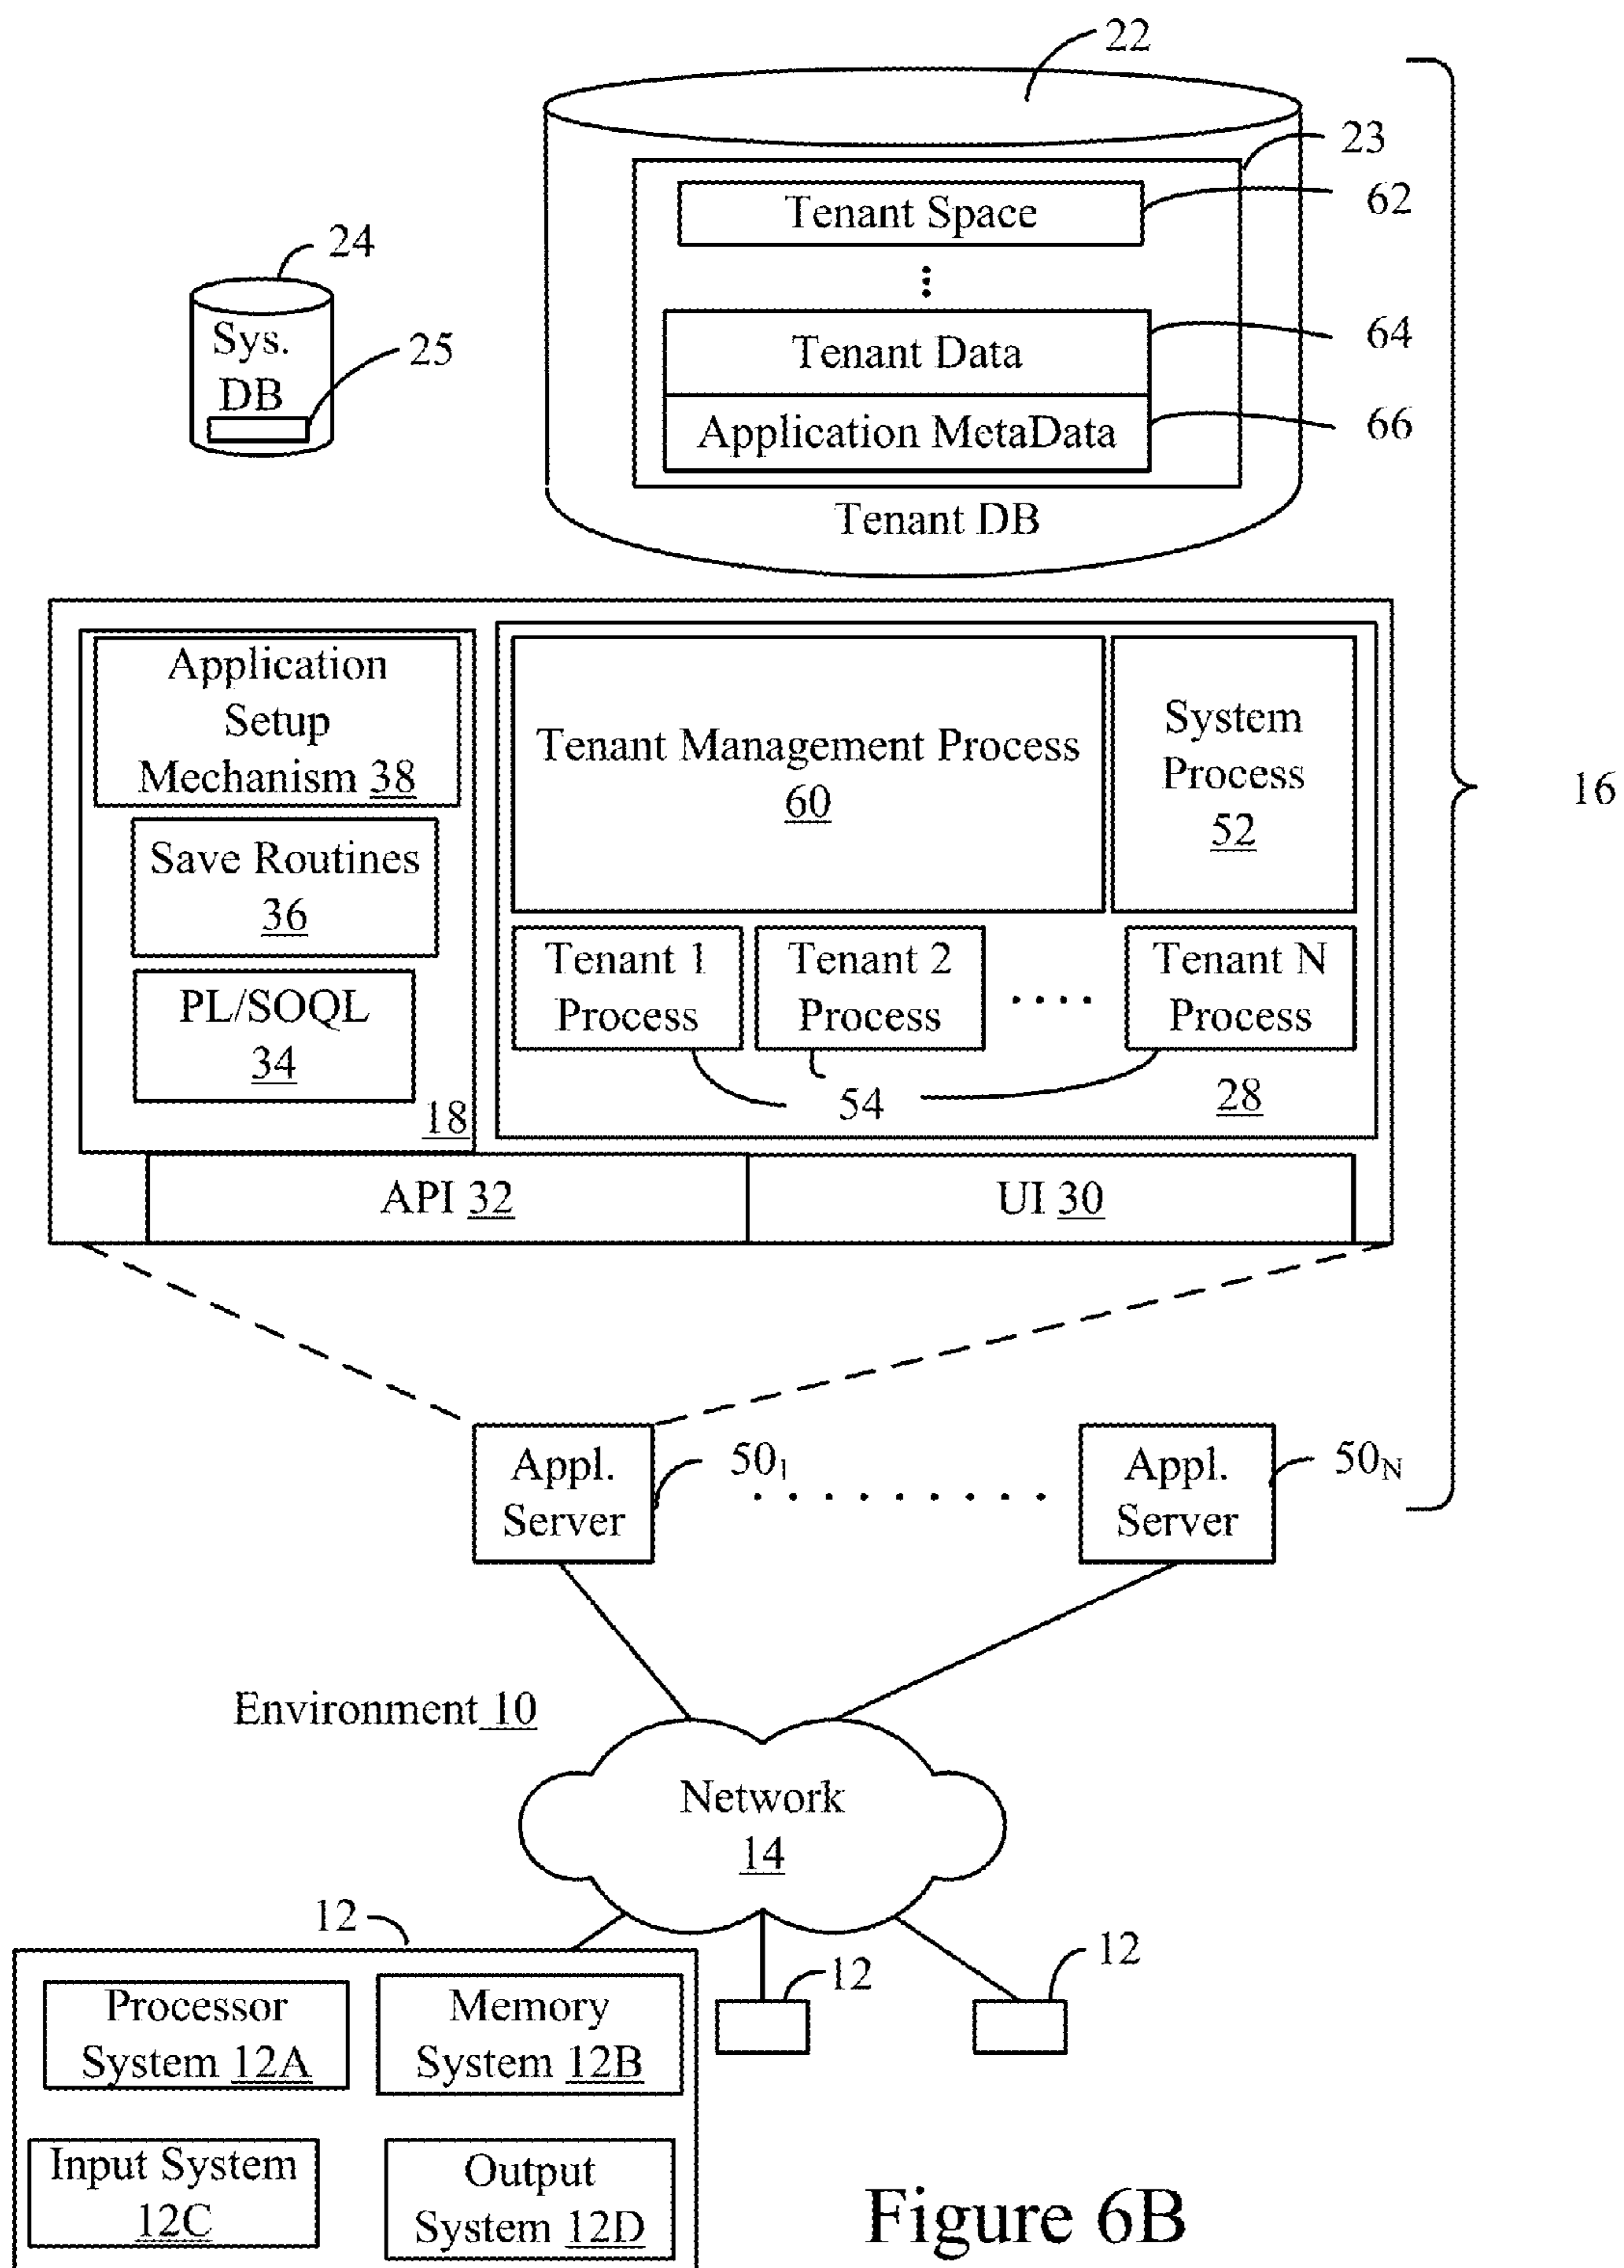 22
23
Tenant Space
62
24
Sys.
DB
25
Tenant Data
64
Application MetaData
66
Tenant DB
Application
Setup
Mechanism 38
Tenant Management Process
60
System
Process
52
16
Save Routines
36
PL/SOQL
34
18
Tenant 1
Process
Tenant 2
Process
Tenant N
Process
54
28
API 32
UI 30
Appl.
Server
50₁
Appl.
Server
50N
Environment 10
Network
14
12
12
12
Processor
System 12A
Memory
System 12B
Input System
12C
Output
System 12D
Figure 6B